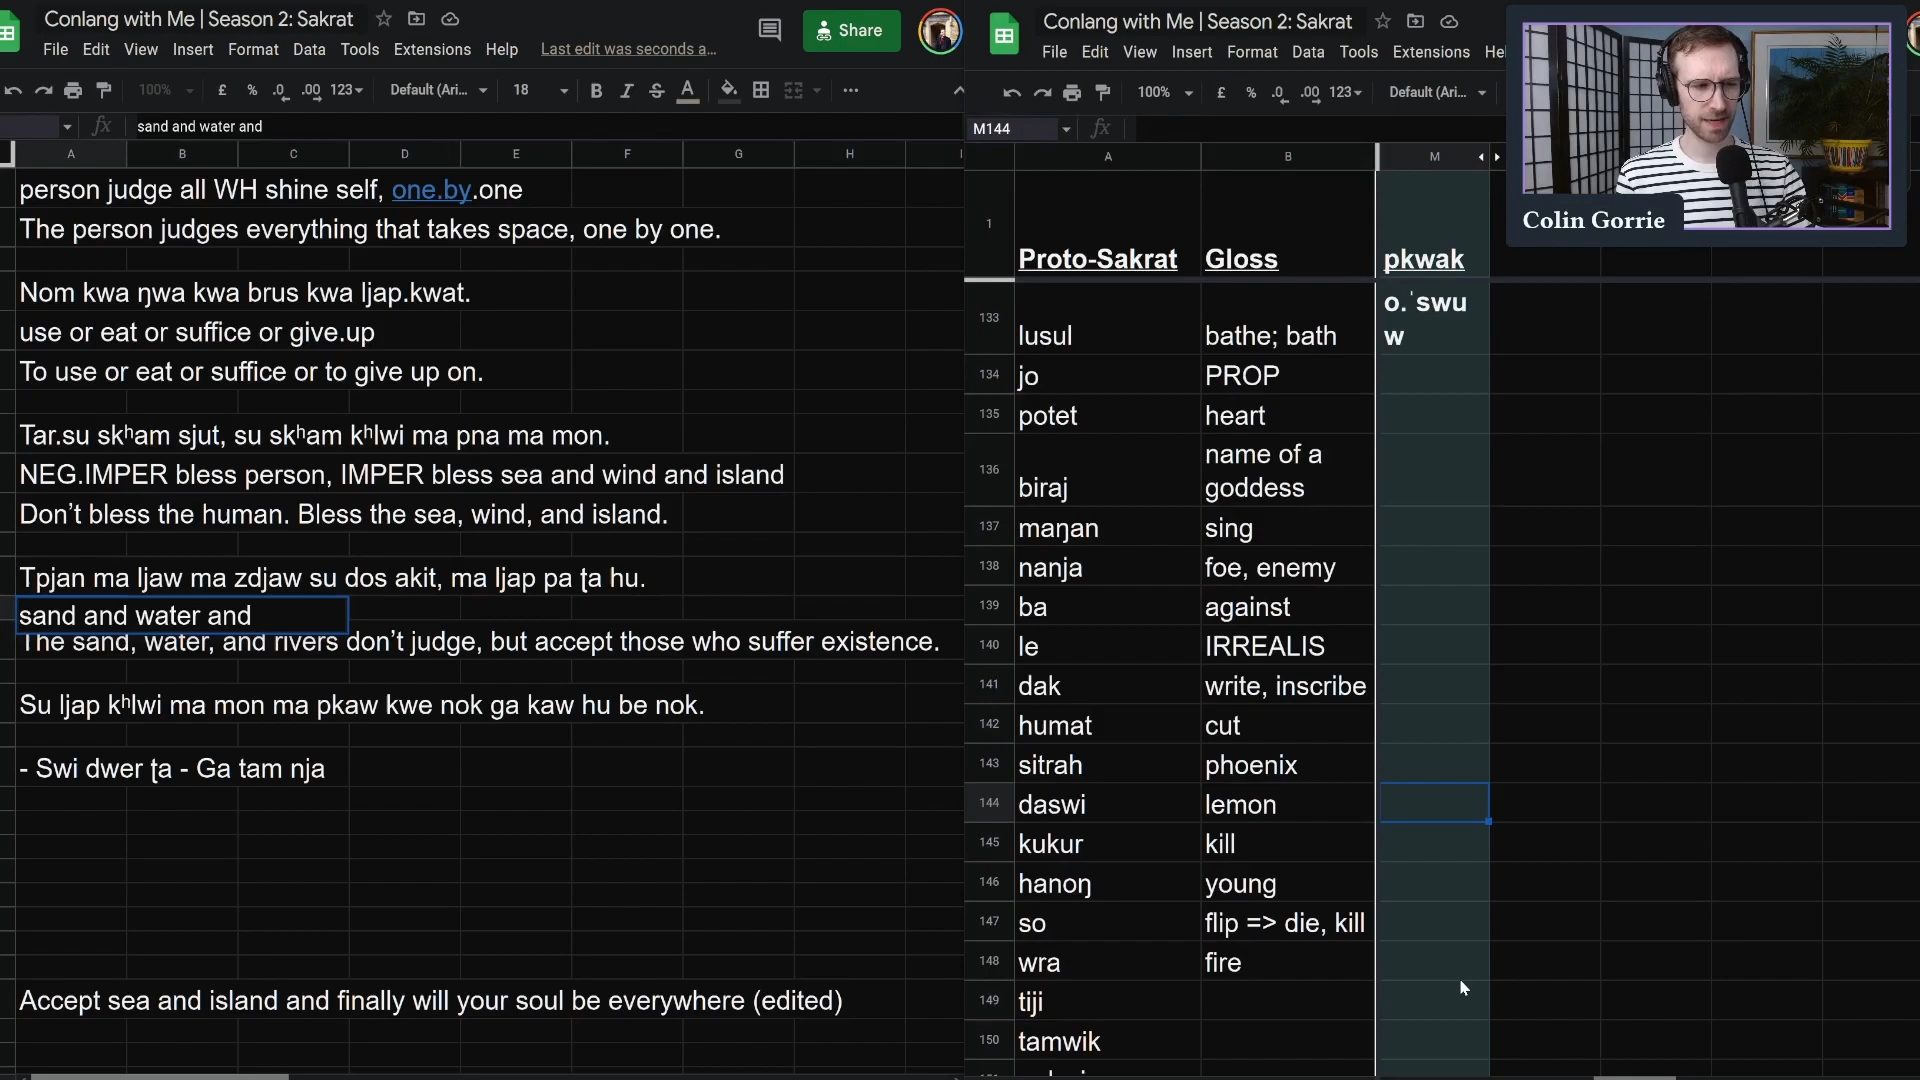 Conlang with Me | Season 2: Sakrat
File Edit View Insert Format Data Tools Extensions Help Last edit was seconds a...
Share
100% £ % .0 .00 123 Default (Ari... 18 B I S A
fx sand and water and
A B C D E F G H
person judge all WH shine self, one.by.one
The person judges everything that takes space, one by one.
Nom kwa ŋwa kwa brus kwa ljap.kwat.
use or eat or suffice or give.up
To use or eat or suffice or to give up on.
Tar.su skʰam sjut, su skʰam kʰlwi ma pna ma mon.
NEG.IMPER bless person, IMPER bless sea and wind and island
Don’t bless the human. Bless the sea, wind, and island.
Tpjan ma ljaw ma zdjaw su dos akit, ma ljap pa ʈa hu.
sand and water and
The sand, water, and rivers don’t judge, but accept those who suffer existence.
Su ljap kʰlwi ma mon ma pkaw kwe nok ga kaw hu be nok.
- Swi dwer ʈa - Ga tam nja
Accept sea and island and finally will your soul be everywhere (edited)
Conlang with Me | Season 2: Sakrat
File Edit View Insert Format Data Tools Extensions Hel
100% £ % .0 .00 123 Default (Ari...
M144 fx
A B M
1 Proto-Sakrat Gloss pkwak
133 lusul bathe; bath o.ˈswu
w
134 jo PROP
135 potet heart
136 biraj name of a
goddess
137 maŋan sing
138 nanja foe, enemy
139 ba against
140 le IRREALIS
141 dak write, inscribe
142 humat cut
143 sitrah phoenix
144 daswi lemon
145 kukur kill
146 hanoŋ young
147 so flip => die, kill
148 wra fire
149 tiji
150 tamwik
Colin Gorrie